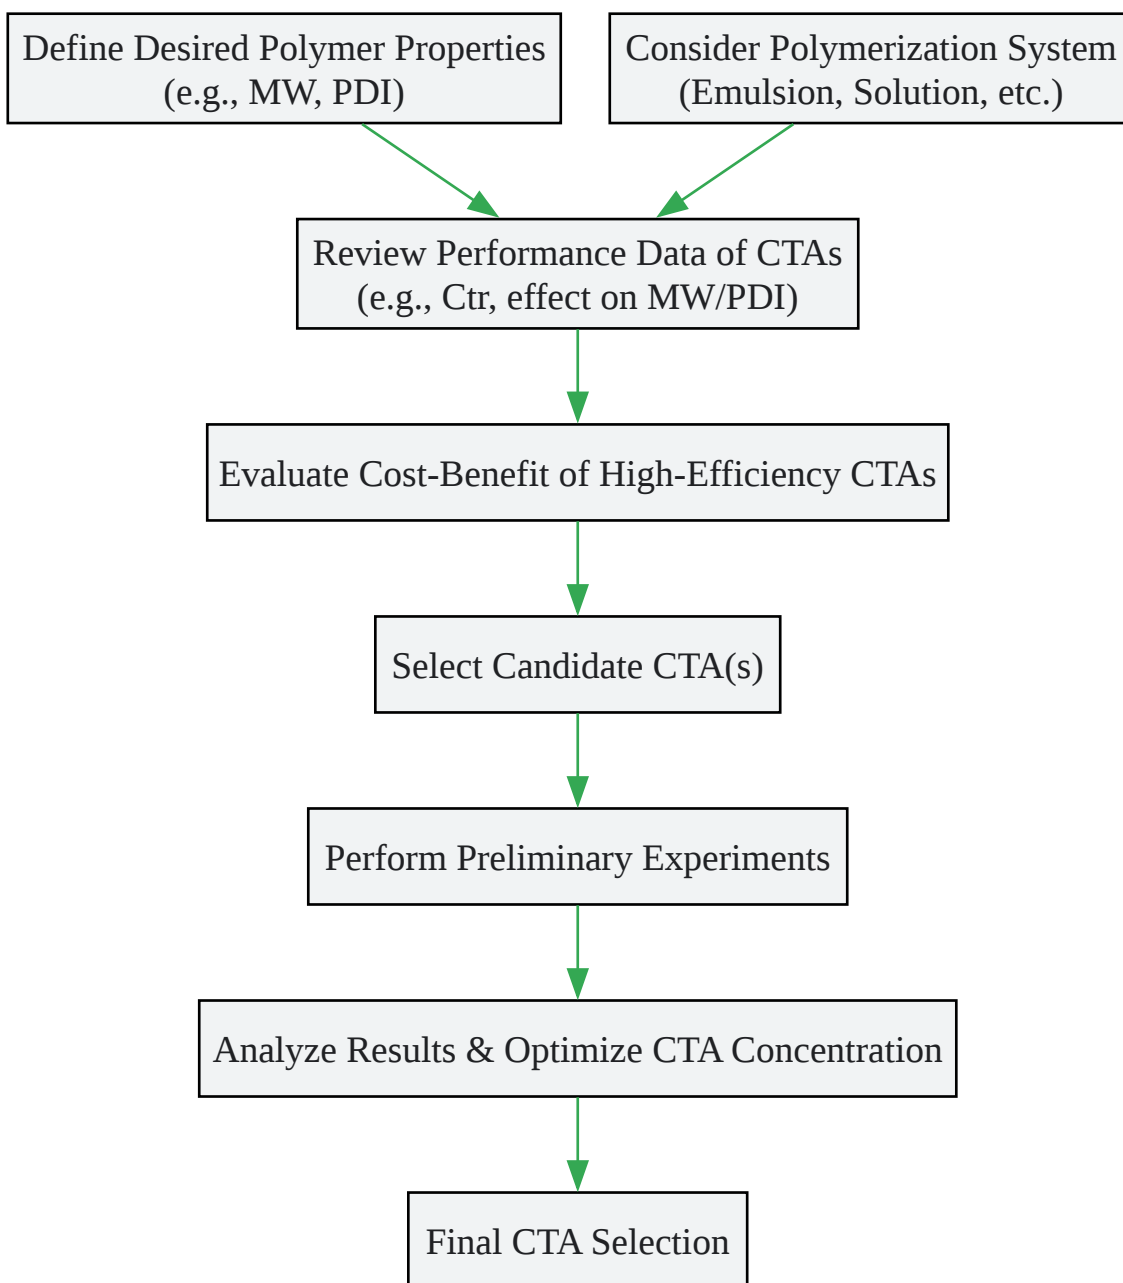 Define Desired Polymer Properties
(e.g., MW, PDI)
Consider Polymerization System
(Emulsion, Solution, etc.)
Review Performance Data of CTAs
(e.g., Ctr, effect on MW/PDI)
Evaluate Cost-Benefit of High-Efficiency CTAs
Select Candidate CTA(s)
Perform Preliminary Experiments
Analyze Results & Optimize CTA Concentration
Final CTA Selection